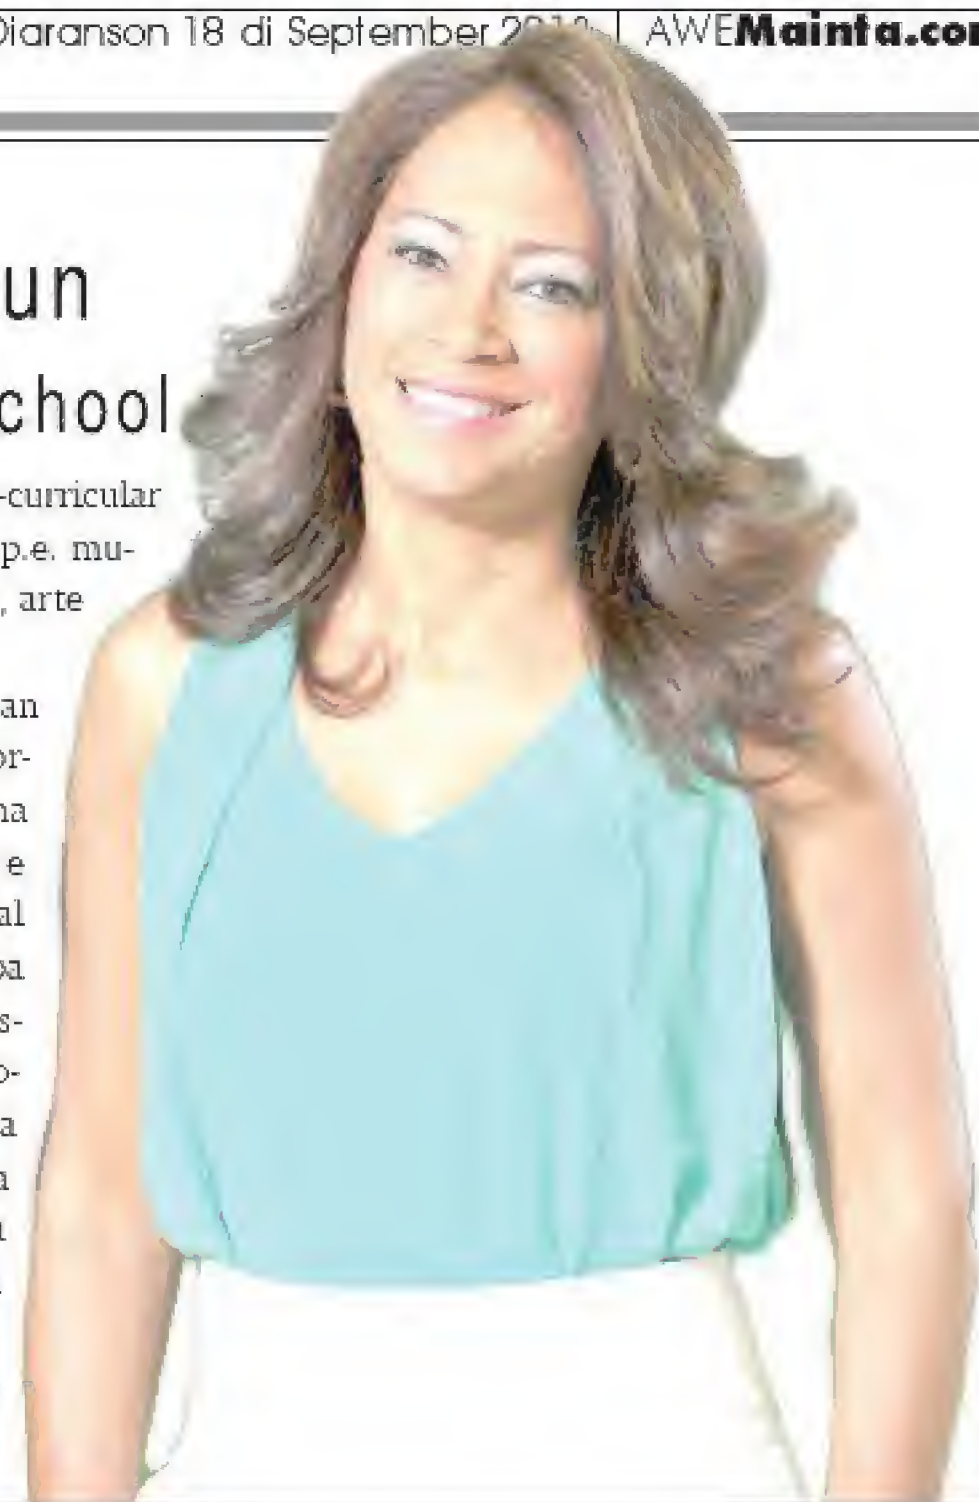 Diaranson 18 di September | AWEMainta.com
un
chool
-curricular
p.e. mu-
, arte
an
or-
na
e
al
pa
s-
o-
a
a